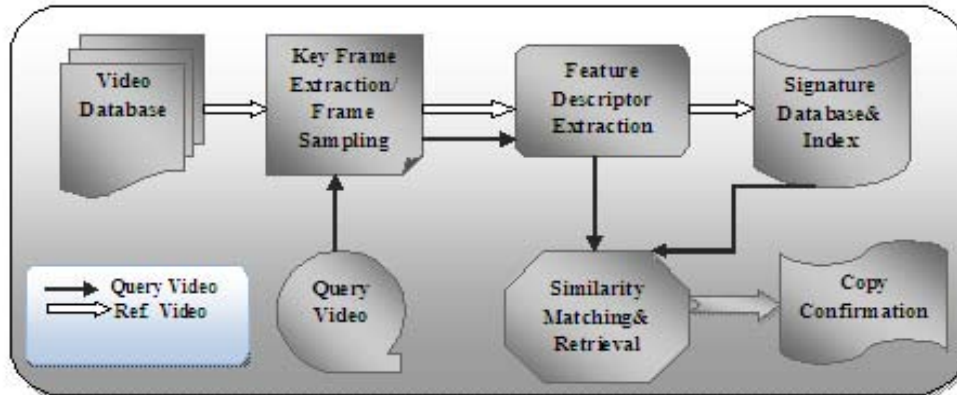 Video
Database
Key Frame
Extraction/
Frame
Sampling
Feature
Descriptor
Extraction
Signature
Database&
Index
Query Video
Ref. Video
Query
Video
Similarity
Matching&
Retrieval
Copy
Confirmation